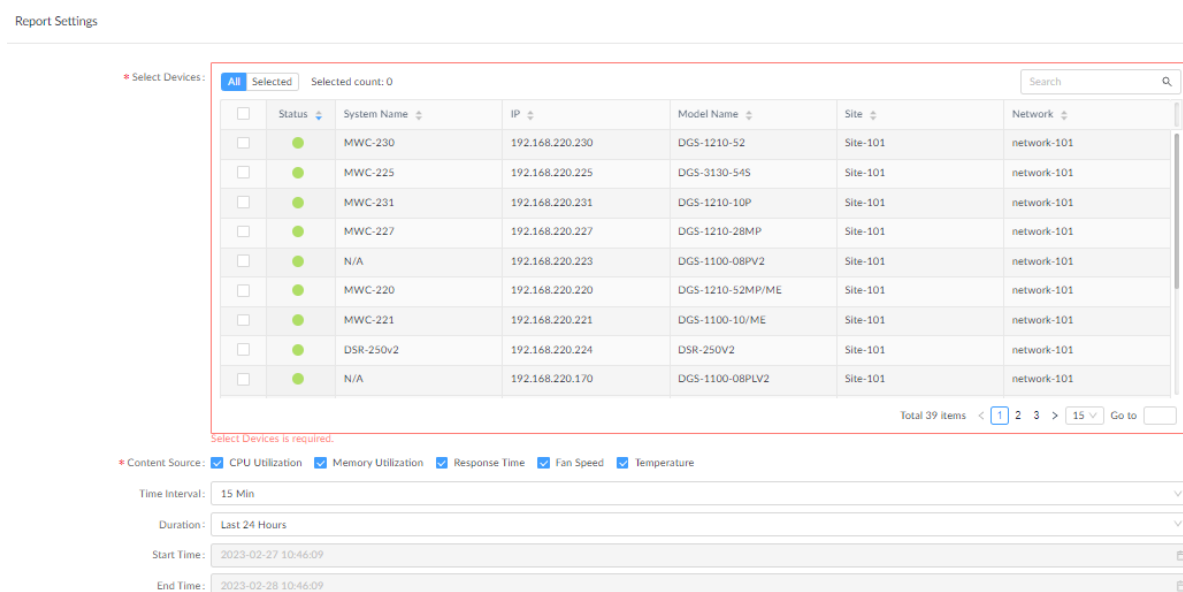 Report Settings
* Select Devices: All Selected Selected count: 0 Search
Status System Name IP Model Name Site Network
MWC-230 192.168.220.230 DGS-1210-52 Site-101 network-101
MWC-225 192.168.220.225 DGS-3130-54S Site-101 network-101
MWC-231 192.168.220.231 DGS-1210-10P Site-101 network-101
MWC-227 192.168.220.227 DGS-1210-28MP Site-101 network-101
N/A 192.168.220.223 DGS-1100-08PV2 Site-101 network-101
MWC-220 192.168.220.220 DGS-1210-52MP/ME Site-101 network-101
MWC-221 192.168.220.221 DGS-1100-10/ME Site-101 network-101
DSR-250v2 192.168.220.224 DSR-250V2 Site-101 network-101
N/A 192.168.220.170 DGS-1100-08PLV2 Site-101 network-101
Total 39 items < 1 2 3 > 15 Go to
Select Devices is required.
* Content Source: CPU Utilization Memory Utilization Response Time Fan Speed Temperature
Time Interval: 15 Min
Duration: Last 24 Hours
Start Time: 2023-02-27 10:46:09
End Time: 2023-02-28 10:46:09